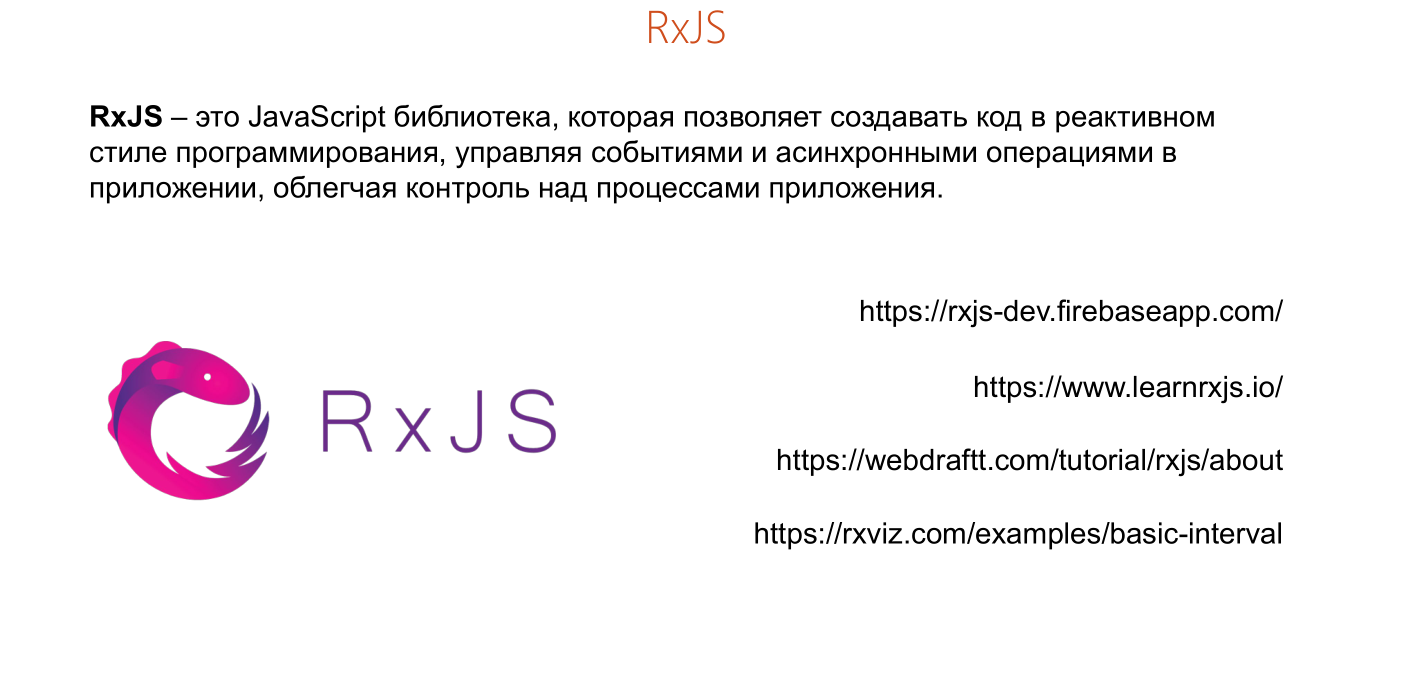 RxJS
RxJS – это JavaScript библиотека, которая позволяет создавать код в реактивном
стиле программирования, управляя событиями и асинхронными операциями в
приложении, облегчая контроль над процессами приложения.
https://rxjs-dev.firebaseapp.com/
https://www.learnrxjs.io/
RxJS
https://webdraftt.com/tutorial/rxjs/about
https://rxviz.com/examples/basic-interval